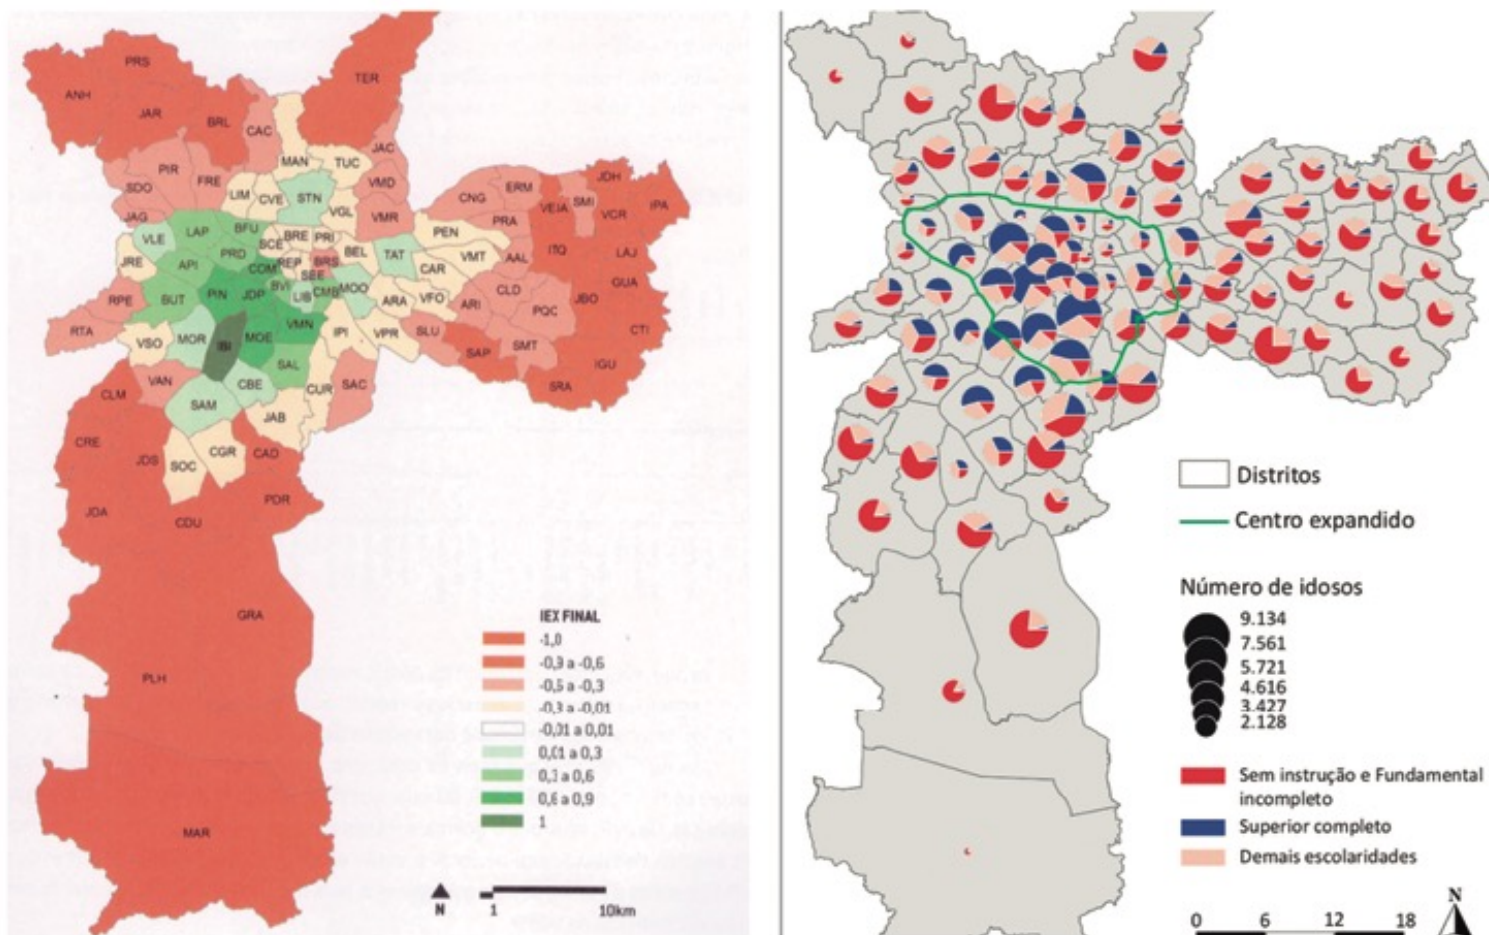 PRS
ANH
JAR
BRL
CAC
TER
MAN
TUC
JAC
PIR
SDO
FRE
LIM
CVE
STN
VMD
JAG
VGL
VMR
CNG
ERM
JDH
VEJA
SMI
VCR
IPA
VLE
LAP
BFU
SCE
BRE
PRI
PEN
PRA
JRE
API
PRD
COM
REP
BRS
SEE
BEL
TAT
CAR
VMT
AAL
ITQ
LAJ
RPE
BUT
PIN
JDP
BVI
LIB
CMB
MOO
ARA
VFO
ARI
CLD
PQC
JBO
GUA
RTA
VSO
MOR
IBI
MOE
VMN
IPI
VPR
SLU
SMT
CTI
SAP
IGU
SRA
CLM
VAN
SAL
CBE
CUR
SAC
SAM
JAB
CRE
JDS
SOC
CGR
CAD
JDA
CDU
PDR
GRA
PLH
MAR
IEX FINAL
-1,0
-0,9 a -0,6
-0,6 a -0,3
-0,3 a -0,01
-0,01 a 0,01
0,01 a 0,3
0,3 a 0,6
0,6 a 0,9
1
N
1 10km
Distritos
Centro expandido
Número de idosos
9.134
7.561
5.721
4.616
3.427
2.128
Sem instrução e Fundamental
incompleto
Superior completo
Demais escolaridades
N
0 6 12 18